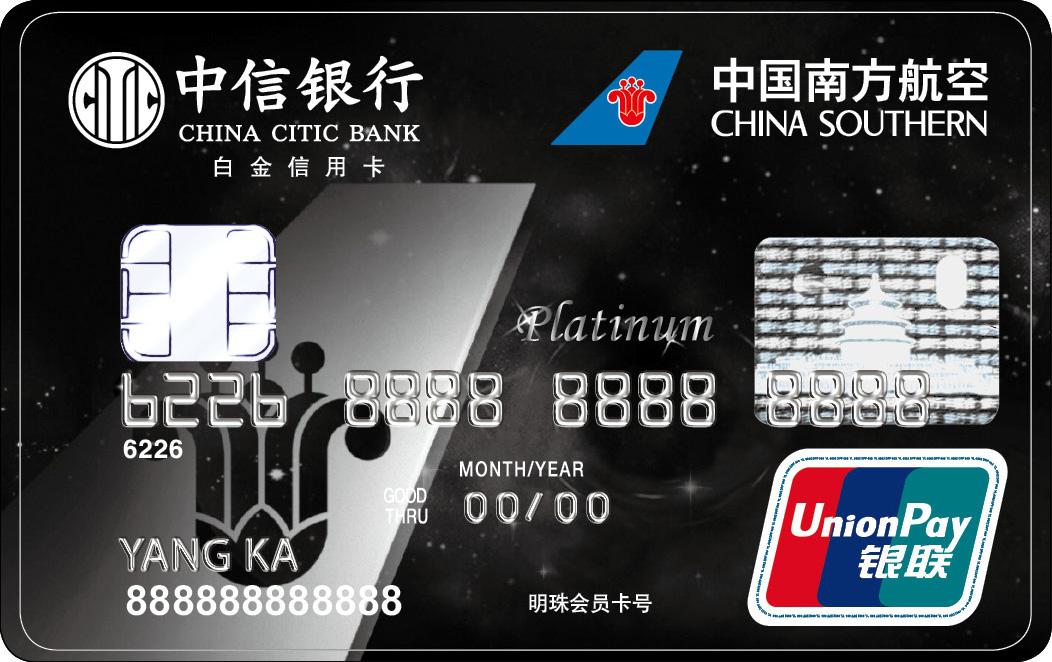 CITIC
中信银行
CHINA CITIC BANK
白金信用卡
中国南方航空
CHINA SOUTHERN
Platinum
6226 8888 8888 8888
6226
MONTH/YEAR
GOOD
THRU
00/00
YANG KA
888888888888
明珠会员卡号
UnionPay
银联